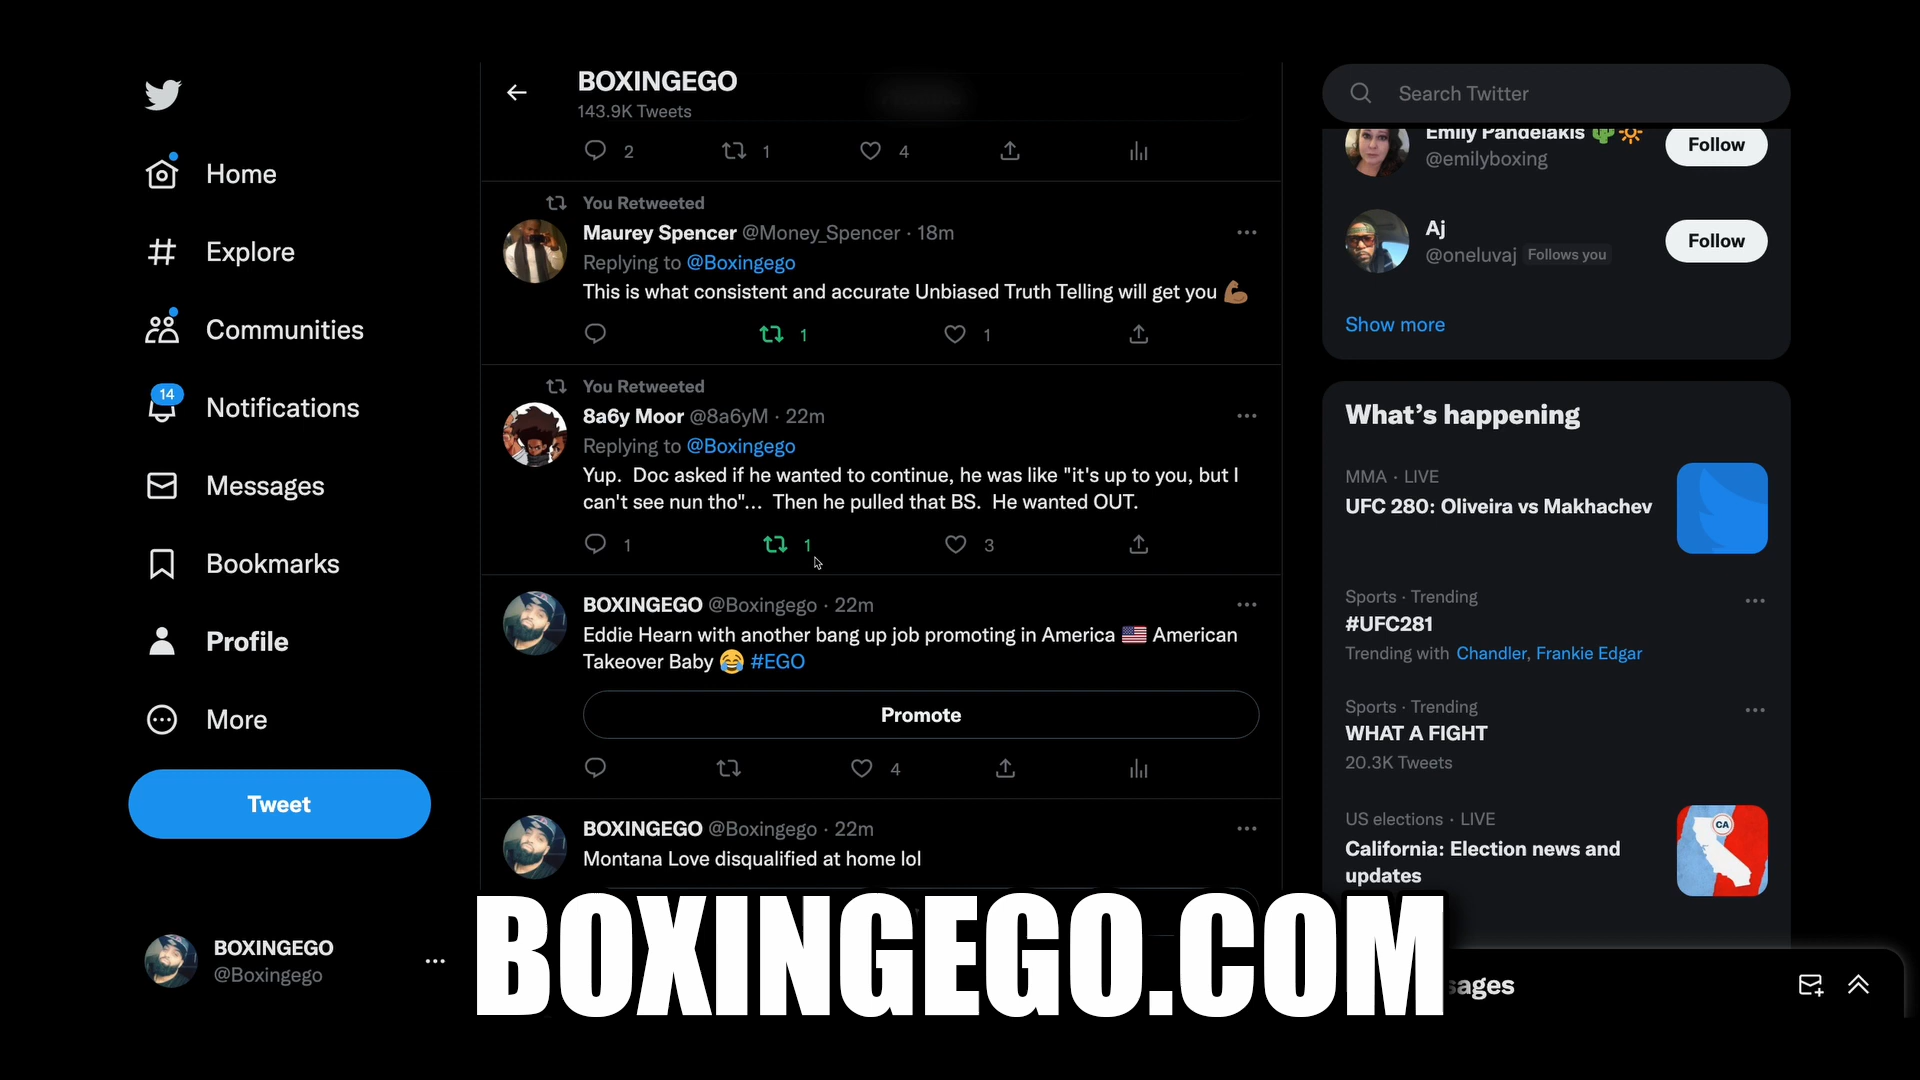 Home
Explore
Communities
14
Notifications
Messages
Bookmarks
Profile
More
Tweet
BOXINGEGO
@Boxingego
BOXINGEGO
143.9K Tweets
2 1 4
You Retweeted
Maurey Spencer @Money_Spencer · 18m
Replying to @Boxingego
This is what consistent and accurate Unbiased Truth Telling will get you 💪🏾
1 1
You Retweeted
8a6y Moor @8a6yM · 22m
Replying to @Boxingego
Yup.  Doc asked if he wanted to continue, he was like "it's up to you, but I
can't see nun tho"...  Then he pulled that BS.  He wanted OUT.
1 1 3
BOXINGEGO @Boxingego · 22m
Eddie Hearn with another bang up job promoting in America 🇺🇸 American
Takeover Baby 😂 #EGO
Promote
4
BOXINGEGO @Boxingego · 22m
Montana Love disqualified at home lol
BOXINGEGO.COM
Search Twitter
Emily Pandelakis 🌵☀️
@emilyboxing
Follow
Aj
@oneluvaj Follows you
Follow
Show more
What's happening
MMA · LIVE
UFC 280: Oliveira vs Makhachev
Sports · Trending
#UFC281
Trending with Chandler, Frankie Edgar
Sports · Trending
WHAT A FIGHT
20.3K Tweets
US elections · LIVE
California: Election news and
updates
CA
sages